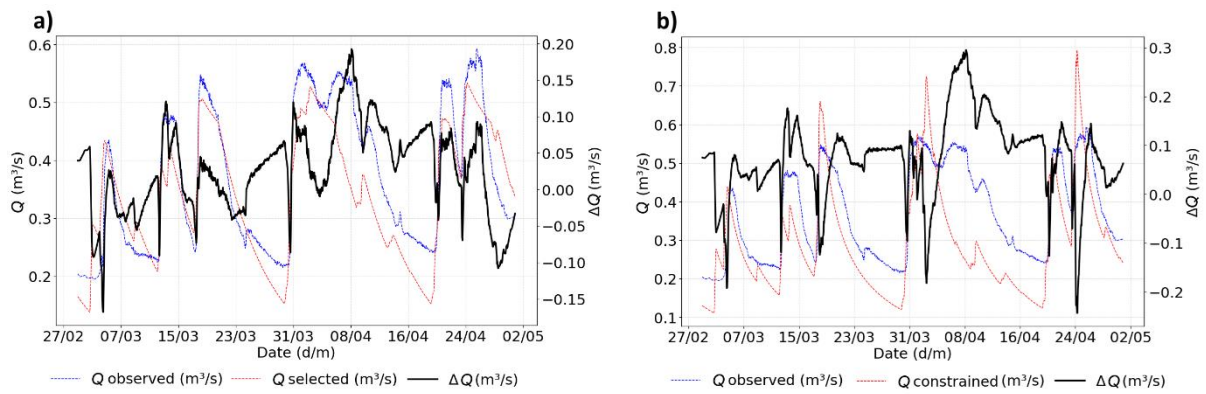 a)
0.6
0.5
0.4
0.3
0.2
Q (m³/s)
0.20
0.15
0.10
0.05
0.00
−0.05
−0.10
−0.15
ΔQ (m³/s)
27/02 07/03 15/03 23/03 31/03 08/04 16/04 24/04 02/05
Date (d/m)
Q observed (m³/s) Q selected (m³/s) ΔQ (m³/s)
b)
0.8
0.7
0.6
0.5
0.4
0.3
0.2
0.1
Q (m³/s)
0.3
0.2
0.1
0.0
−0.1
−0.2
ΔQ (m³/s)
27/02 07/03 15/03 23/03 31/03 08/04 16/04 24/04 02/05
Date (d/m)
Q observed (m³/s) Q constrained (m³/s) ΔQ (m³/s)